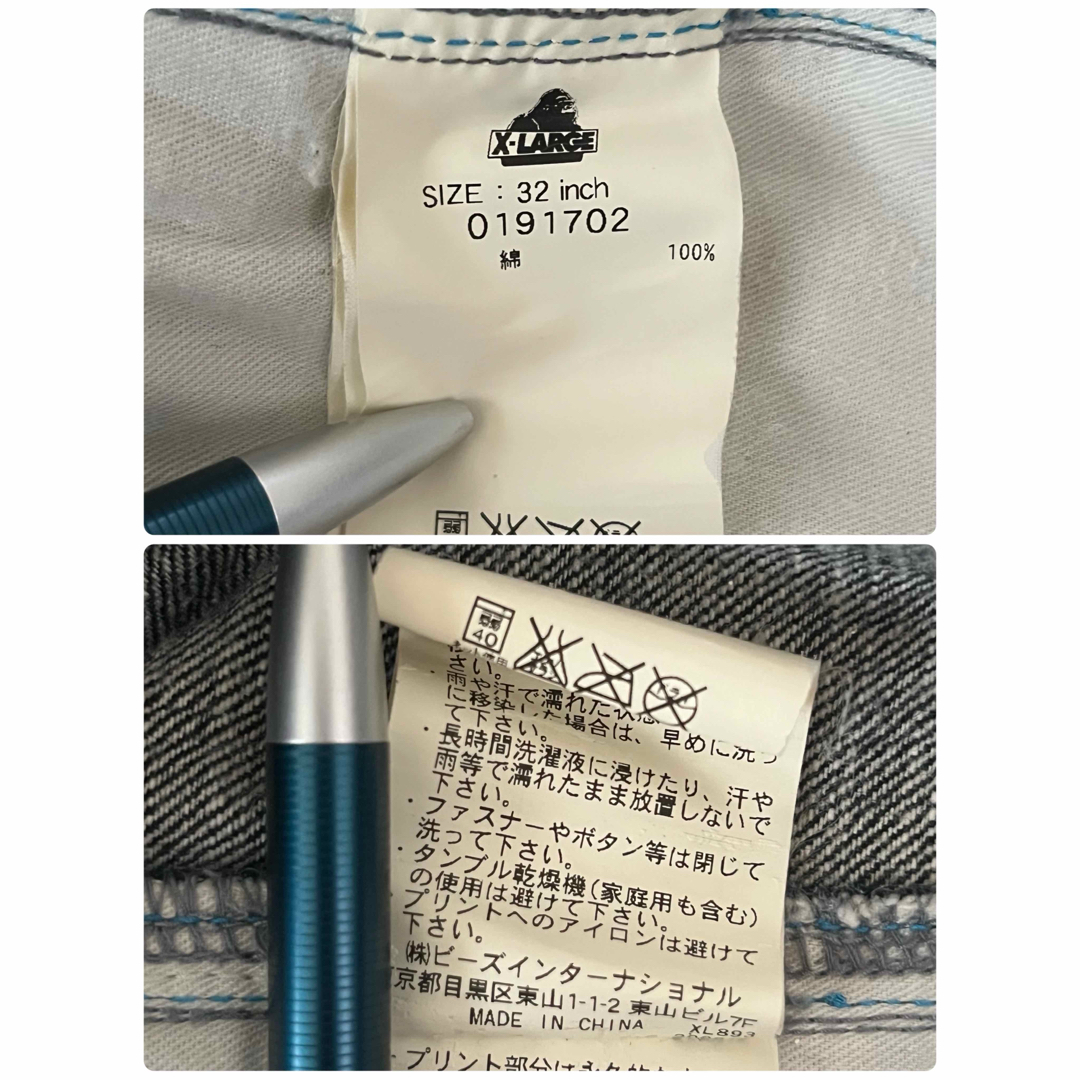 X-LARGE
SIZE : 32 inch
0191702
綿 100%
弱
40
さい。
・雨や汗で濡れた状態
に移染した場合は、早めに洗っ
て下さい。
・長時間洗濯液に浸けたり、汗や
雨等で濡れたまま放置しないで
下さい。
・ファスナーやボタン等は閉じて
洗って下さい。
・タンブル乾燥機(家庭用も含む)
の使用は避けて下さい。
プリントへのアイロンは避けて
下さい。
㈱ビーズインターナショナル
京都目黒区東山1-1-2 東山ビル7F
MADE IN CHINA XL893
・プリント部分は